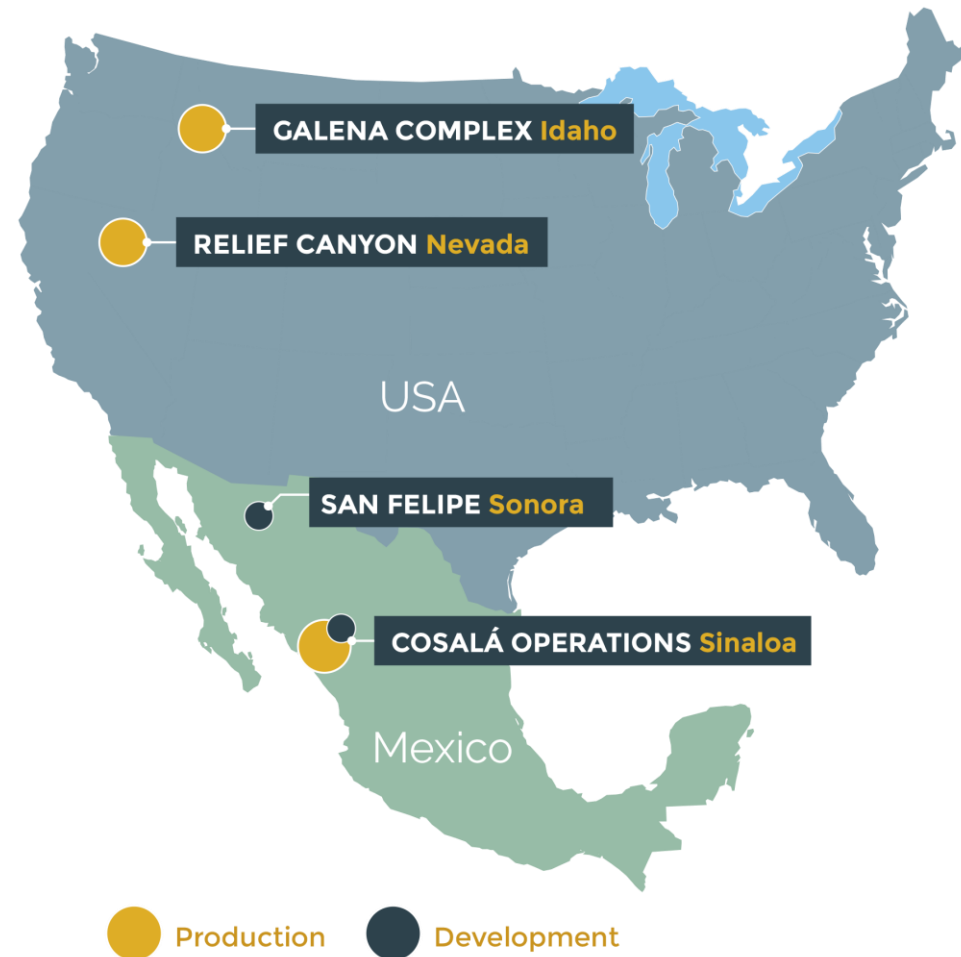 GALENA COMPLEX Idaho
RELIEF CANYON Nevada
USA
SAN FELIPE Sonora
COSALÁ OPERATIONS Sinaloa
Mexico
Production
Development